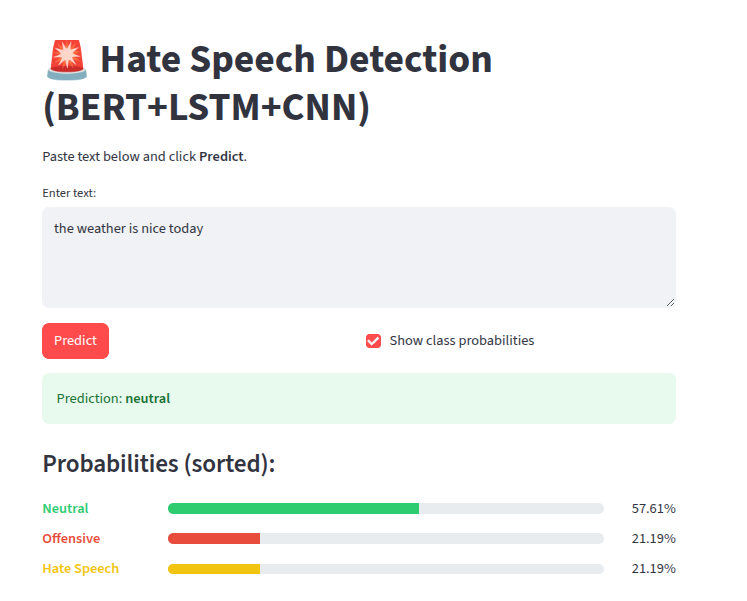 🚨 Hate Speech Detection
(BERT+LSTM+CNN)
Paste text below and click Predict.
Enter text:
the weather is nice today
Predict
Show class probabilities
Prediction: neutral
Probabilities (sorted):
Neutral 57.61%
Offensive 21.19%
Hate Speech 21.19%